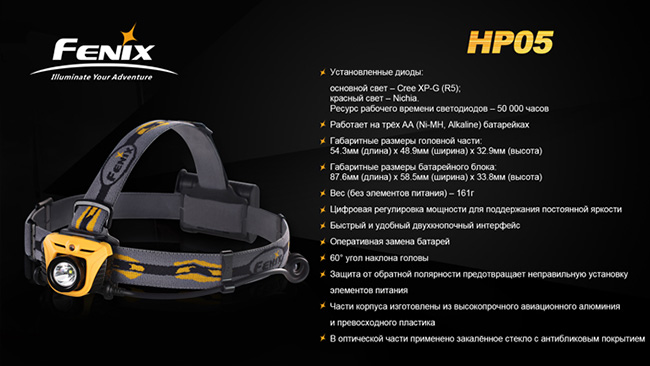 FENIX
Illuminate Your Adventure
HP05
Установленные диоды:
основной свет – Cree XP-G (R5);
красный свет – Nichia.
Ресурс рабочего времени светодиодов – 50 000 часов
Работает на трёх АА (Ni-MH, Alkaline) батарейках
Габаритные размеры головной части:
54.3мм (длина) x 48.9мм (ширина) x 32.9мм (высота)
Габаритные размеры батарейного блока:
87.6мм (длина) x 58.5мм (ширина) x 33.8мм (высота)
Вес (без элементов питания) – 161г
Цифровая регулировка мощности для поддержания постоянной яркости
Быстрый и удобный двухкнопочный интерфейс
Оперативная замена батарей
60° угол наклона головы
Защита от обратной полярности предотвращает неправильную установку
элементов питания
Части корпуса изготовлены из высокопрочного авиационного алюминия
и превосходного пластика
В оптической части применено закалённое стекло с антибликовым покрытием
FENIX